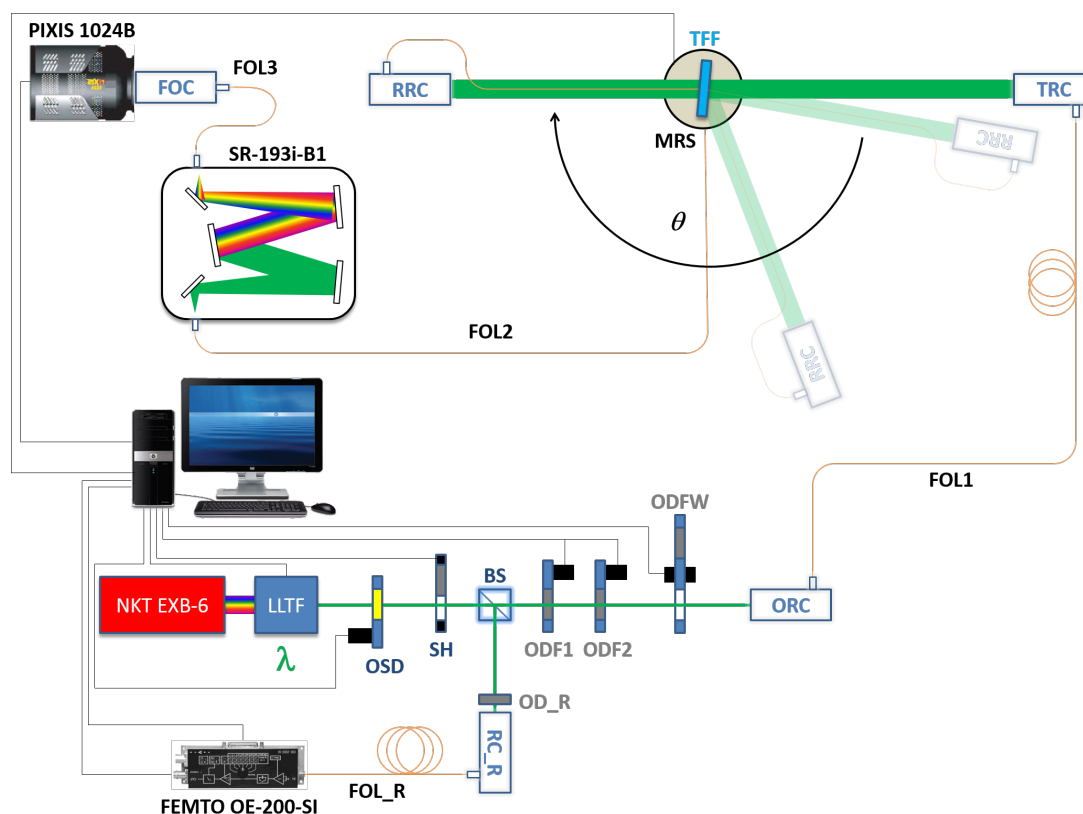 PIXIS 1024B
FOC
FOL3
SR-193i-B1
FOL2
RRC
TFF
MRS
TRC
RRC
θ
RRC
FOL1
ODFW
NKT EXB-6
LLTF
λ
OSD
SH
BS
ODF1
ODF2
ORC
OD_R
RC_R
FOL_R
FEMTO OE-200-SI